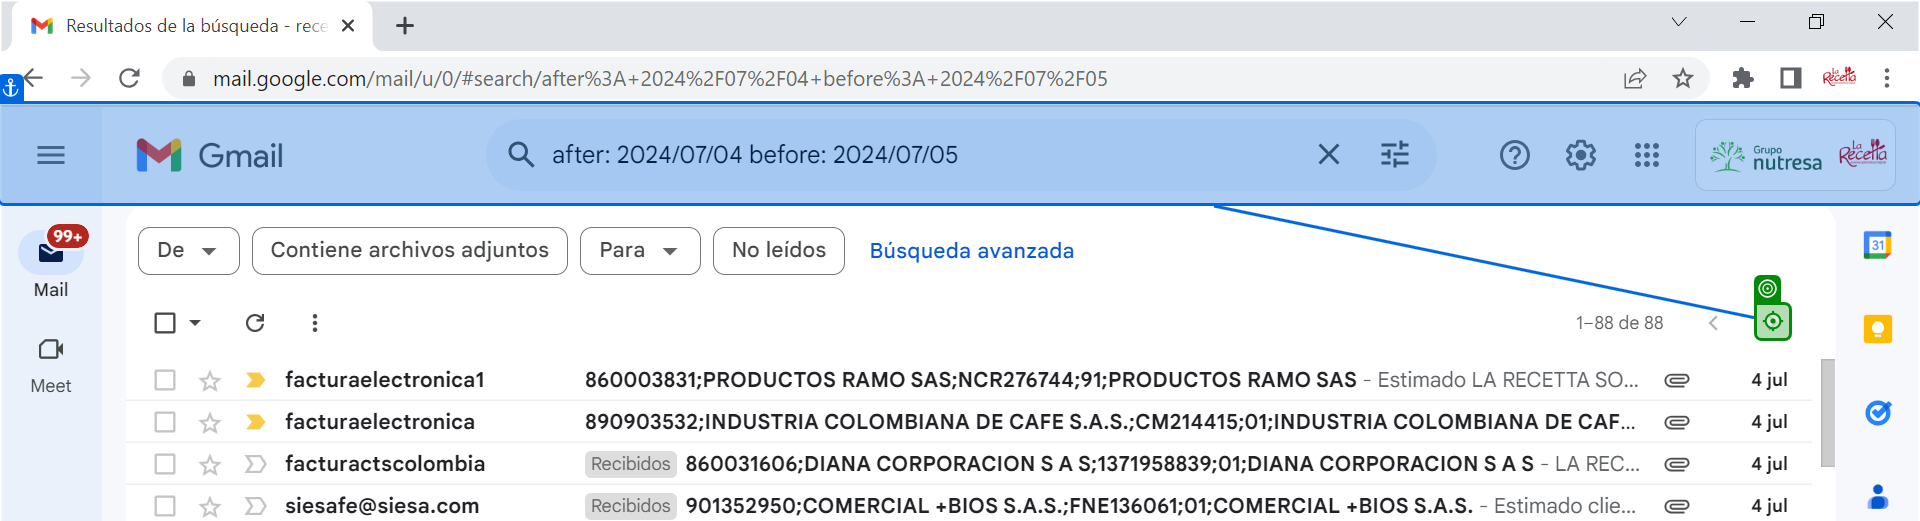 Resultados de la búsqueda - rece
mail.google.com/mail/u/0/#search/after%3A+2024%2F07%2F04+before%3A+2024%2F07%2F05
La Recetta
Gmail
after: 2024/07/04 before: 2024/07/05
Grupo nutresa
La Recetta
99+
Mail
Meet
De
Contiene archivos adjuntos
Para
No leídos
Búsqueda avanzada
31
1–88 de 88
facturaelectronica1 860003831;PRODUCTOS RAMO SAS;NCR276744;91;PRODUCTOS RAMO SAS - Estimado LA RECETTA SO... 4 jul
facturaelectronica 890903532;INDUSTRIA COLOMBIANA DE CAFE S.A.S.;CM214415;01;INDUSTRIA COLOMBIANA DE CAF... 4 jul
facturactscolombia Recibidos 860031606;DIANA CORPORACION S A S;1371958839;01;DIANA CORPORACION S A S - LA REC... 4 jul
siesafe@siesa.com Recibidos 901352950;COMERCIAL +BIOS S.A.S.;FNE136061;01;COMERCIAL +BIOS S.A.S. - Estimado clie... 4 jul